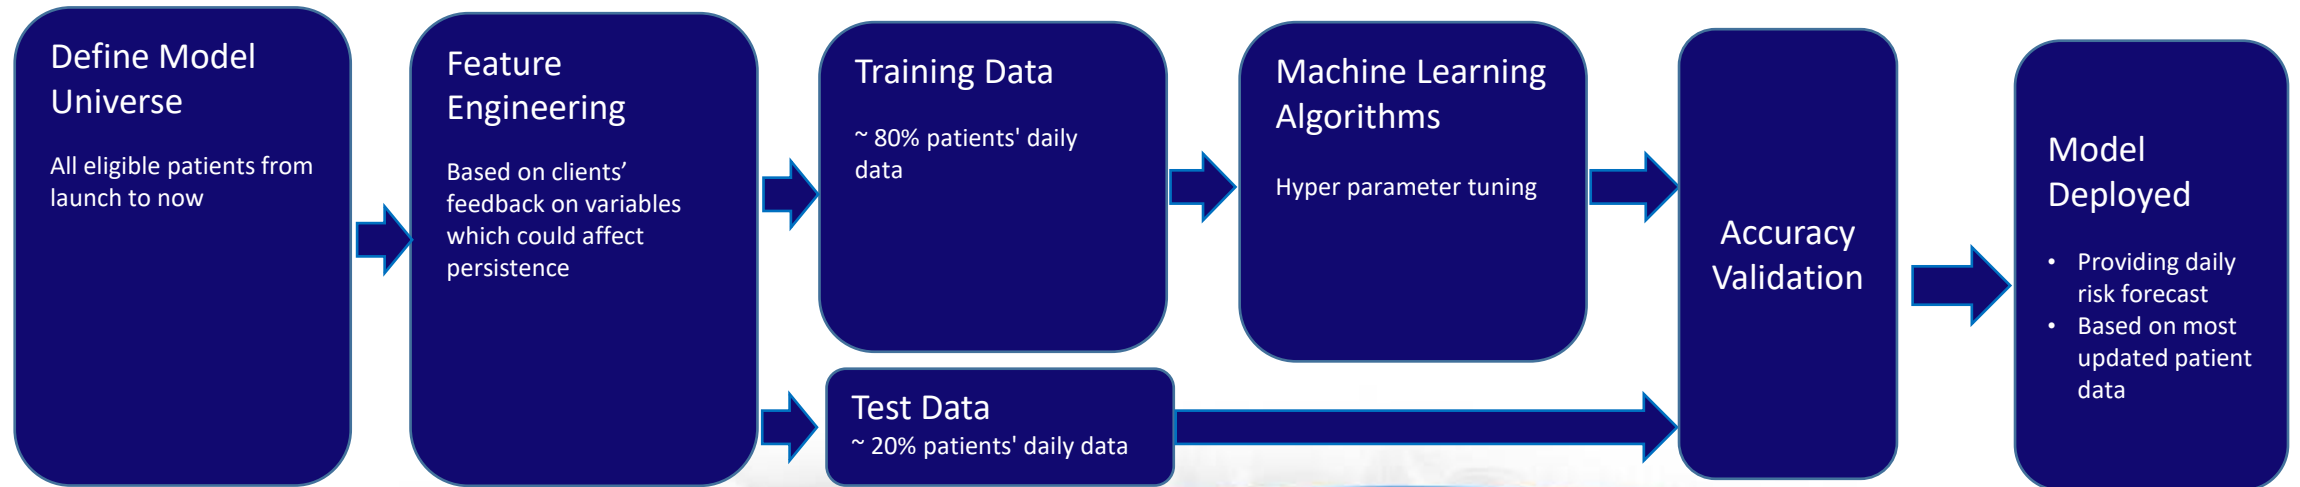 Define Model
Universe
All eligible patients from
launch to now
Feature
Engineering
Based on clients’
feedback on variables
which could affect
persistence
Training Data
~ 80% patients' daily
data
Test Data
~ 20% patients' daily data
Machine Learning
Algorithms
Hyper parameter tuning
Accuracy
Validation
Model
Deployed
• Providing daily
risk forecast
• Based on most
updated patient
data